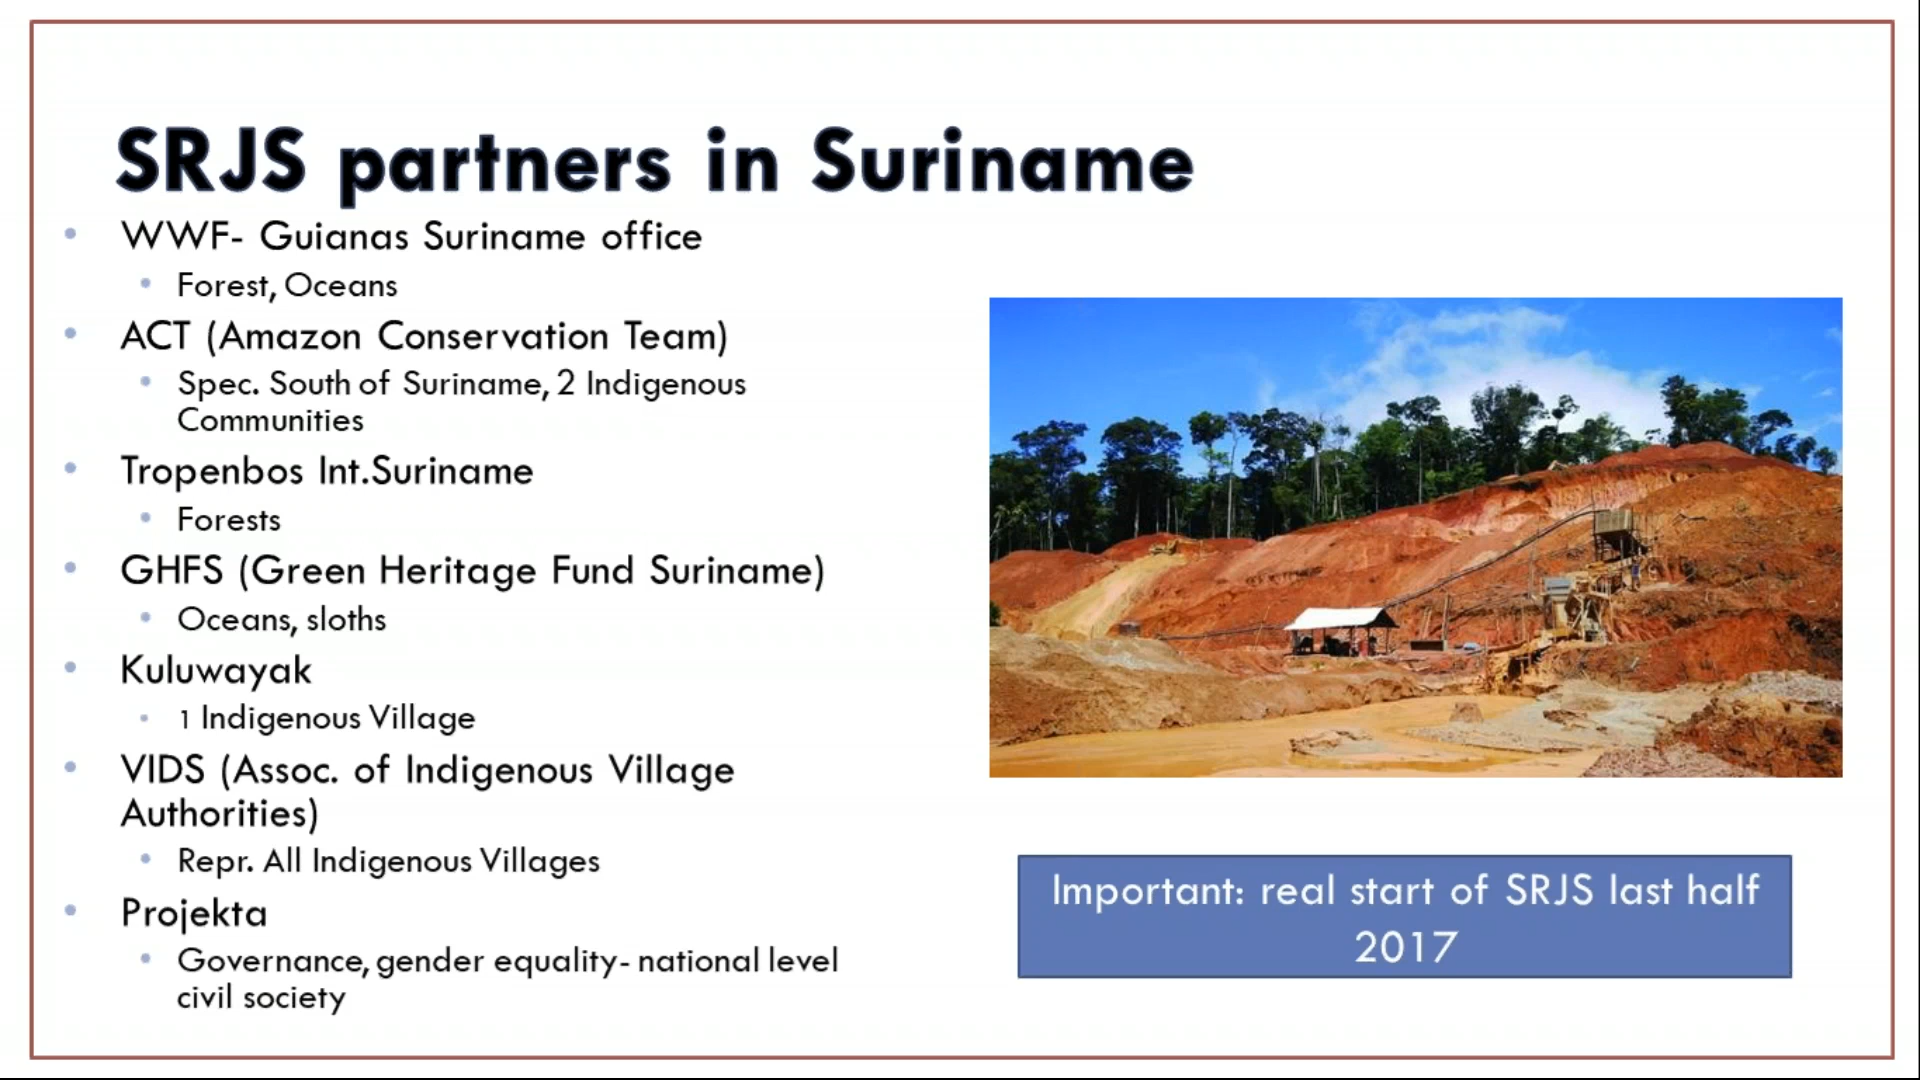 SRJS partners in Suriname
WWF- Guianas Suriname office
Forest, Oceans
ACT (Amazon Conservation Team)
Spec. South of Suriname, 2 Indigenous
Communities
Tropenbos Int.Suriname
Forests
GHFS (Green Heritage Fund Suriname)
Oceans, sloths
Kuluwayak
1 Indigenous Village
VIDS (Assoc. of Indigenous Village
Authorities)
Repr. All Indigenous Villages
Projekta
Governance, gender equality- national level
civil society
Important: real start of SRJS last half
2017